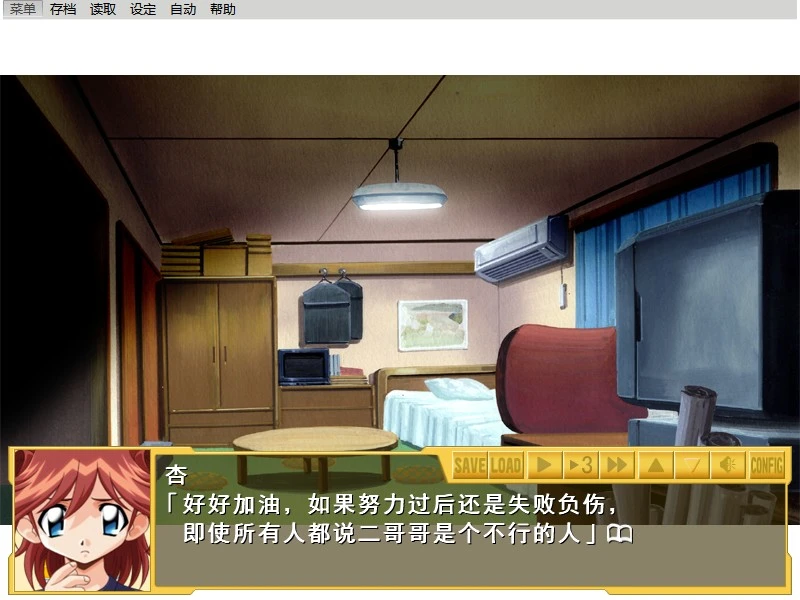 菜单 存档 读取 设定 自动 帮助
杏
SAVE LOAD 3 CONFIG
「好好加油，如果努力过后还是失败负伤，
即使所有人都说二哥哥是个不行的人」